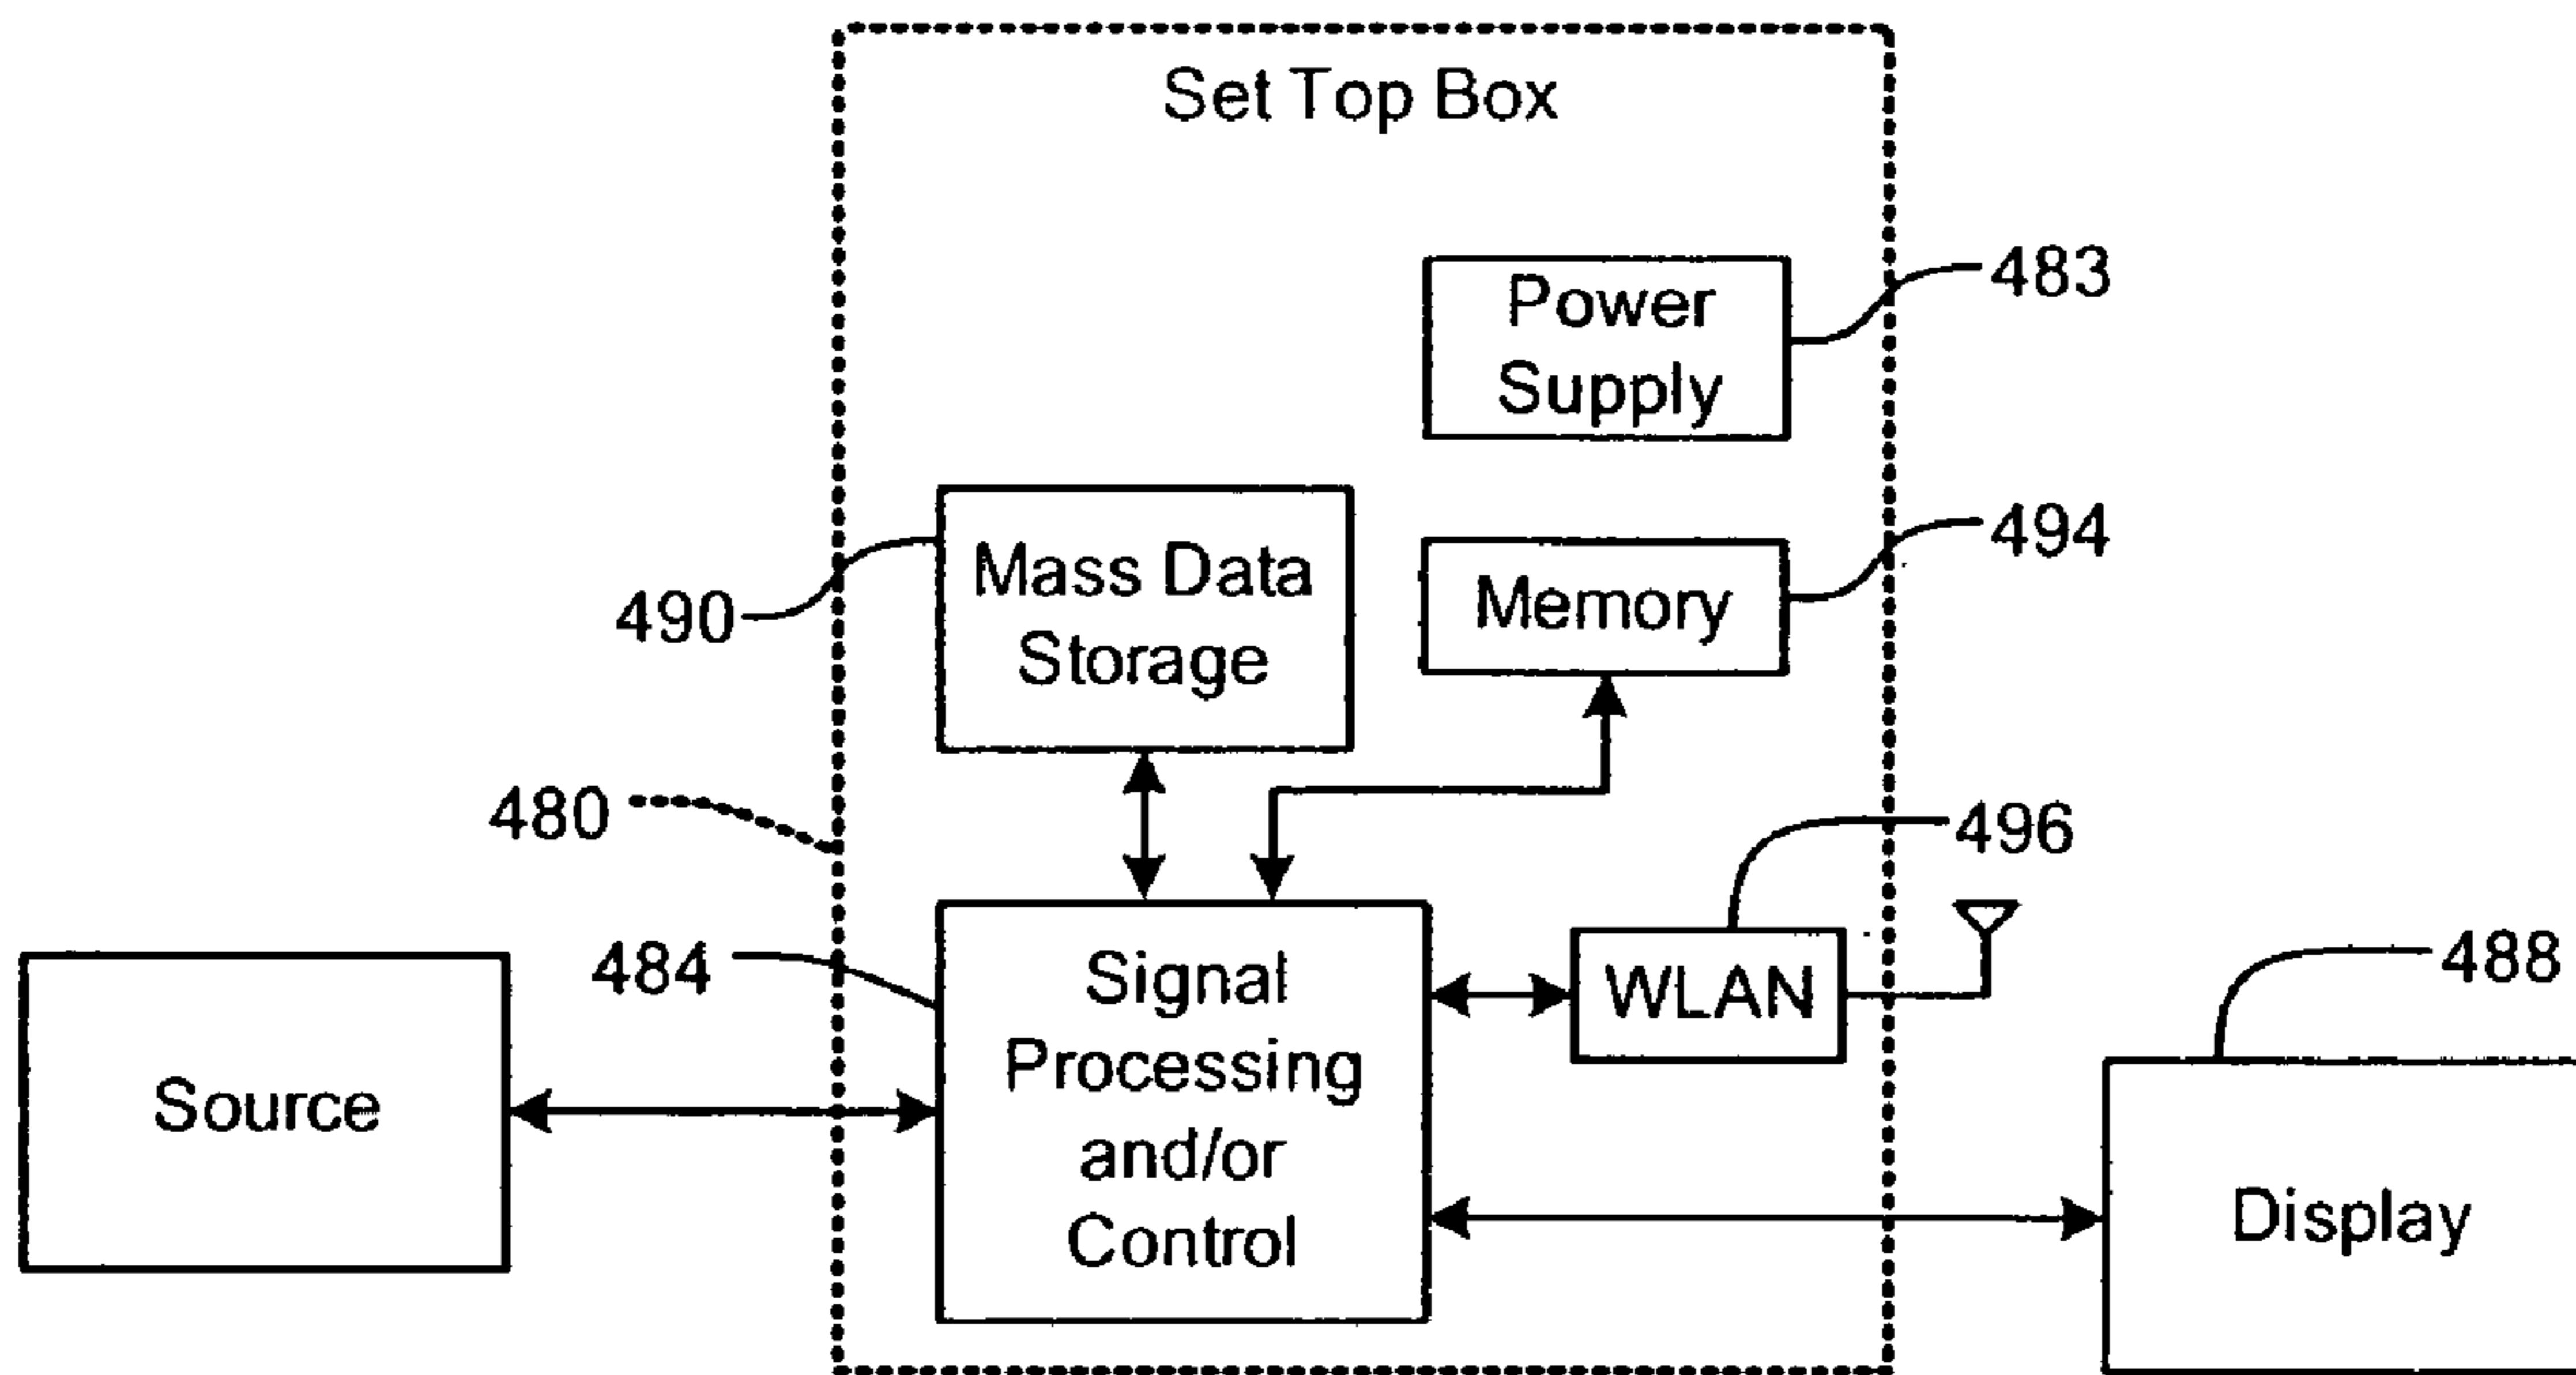 Set Top Box
Power
Supply
483
Mass Data
Storage
490
Memory
494
480
496
484
Signal
Processing
and/or
Control
WLAN
488
Source
Display